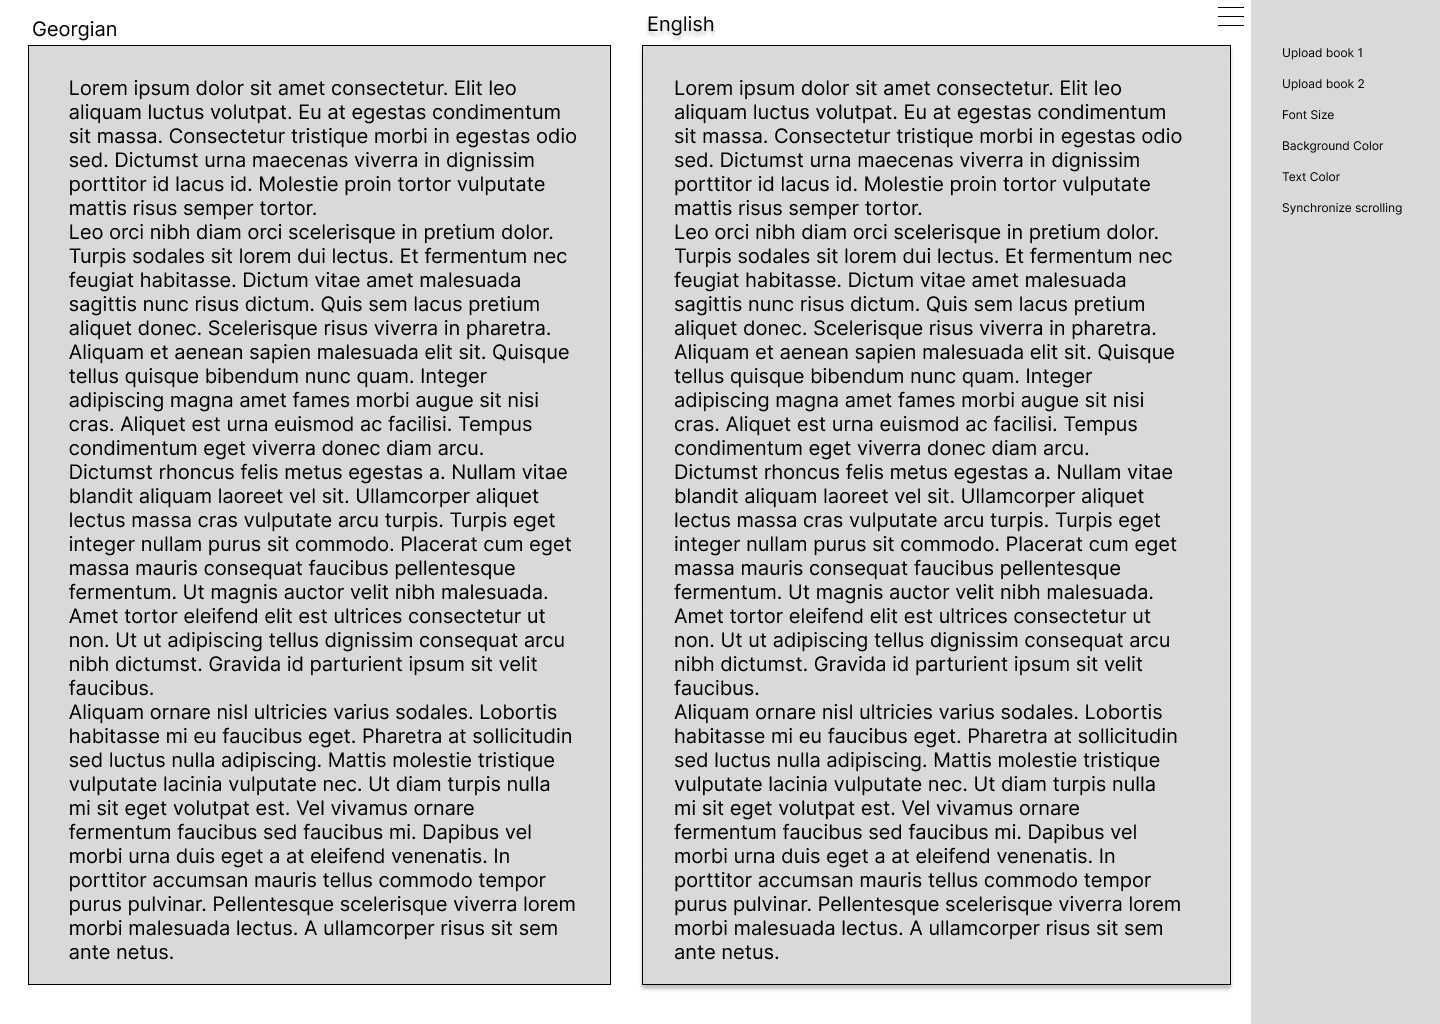 Georgian
Lorem ipsum dolor sit amet consectetur. Elit leo
aliquam luctus volutpat. Eu at egestas condimentum
sit massa. Consectetur tristique morbi in egestas odio
sed. Dictumst urna maecenas viverra in dignissim
porttitor id lacus id. Molestie proin tortor vulputate
mattis risus semper tortor.
Leo orci nibh diam orci scelerisque in pretium dolor.
Turpis sodales sit lorem dui lectus. Et fermentum nec
feugiat habitasse. Dictum vitae amet malesuada
sagittis nunc risus dictum. Quis sem lacus pretium
aliquet donec. Scelerisque risus viverra in pharetra.
Aliquam et aenean sapien malesuada elit sit. Quisque
tellus quisque bibendum nunc quam. Integer
adipiscing magna amet fames morbi augue sit nisi
cras. Aliquet est urna euismod ac facilisi. Tempus
condimentum eget viverra donec diam arcu.
Dictumst rhoncus felis metus egestas a. Nullam vitae
blandit aliquam laoreet vel sit. Ullamcorper aliquet
lectus massa cras vulputate arcu turpis. Turpis eget
integer nullam purus sit commodo. Placerat cum eget
massa mauris consequat faucibus pellentesque
fermentum. Ut magnis auctor velit nibh malesuada.
Amet tortor eleifend elit est ultrices consectetur ut
non. Ut ut adipiscing tellus dignissim consequat arcu
nibh dictumst. Gravida id parturient ipsum sit velit
faucibus.
Aliquam ornare nisl ultricies varius sodales. Lobortis
habitasse mi eu faucibus eget. Pharetra at sollicitudin
sed luctus nulla adipiscing. Mattis molestie tristique
vulputate lacinia vulputate nec. Ut diam turpis nulla
mi sit eget volutpat est. Vel vivamus ornare
fermentum faucibus sed faucibus mi. Dapibus vel
morbi urna duis eget a at eleifend venenatis. In
porttitor accumsan mauris tellus commodo tempor
purus pulvinar. Pellentesque scelerisque viverra lorem
morbi malesuada lectus. A ullamcorper risus sit sem
ante netus.
English
Lorem ipsum dolor sit amet consectetur. Elit leo
aliquam luctus volutpat. Eu at egestas condimentum
sit massa. Consectetur tristique morbi in egestas odio
sed. Dictumst urna maecenas viverra in dignissim
porttitor id lacus id. Molestie proin tortor vulputate
mattis risus semper tortor.
Leo orci nibh diam orci scelerisque in pretium dolor.
Turpis sodales sit lorem dui lectus. Et fermentum nec
feugiat habitasse. Dictum vitae amet malesuada
sagittis nunc risus dictum. Quis sem lacus pretium
aliquet donec. Scelerisque risus viverra in pharetra.
Aliquam et aenean sapien malesuada elit sit. Quisque
tellus quisque bibendum nunc quam. Integer
adipiscing magna amet fames morbi augue sit nisi
cras. Aliquet est urna euismod ac facilisi. Tempus
condimentum eget viverra donec diam arcu.
Dictumst rhoncus felis metus egestas a. Nullam vitae
blandit aliquam laoreet vel sit. Ullamcorper aliquet
lectus massa cras vulputate arcu turpis. Turpis eget
integer nullam purus sit commodo. Placerat cum eget
massa mauris consequat faucibus pellentesque
fermentum. Ut magnis auctor velit nibh malesuada.
Amet tortor eleifend elit est ultrices consectetur ut
non. Ut ut adipiscing tellus dignissim consequat arcu
nibh dictumst. Gravida id parturient ipsum sit velit
faucibus.
Aliquam ornare nisl ultricies varius sodales. Lobortis
habitasse mi eu faucibus eget. Pharetra at sollicitudin
sed luctus nulla adipiscing. Mattis molestie tristique
vulputate lacinia vulputate nec. Ut diam turpis nulla
mi sit eget volutpat est. Vel vivamus ornare
fermentum faucibus sed faucibus mi. Dapibus vel
morbi urna duis eget a at eleifend venenatis. In
porttitor accumsan mauris tellus commodo tempor
purus pulvinar. Pellentesque scelerisque viverra lorem
morbi malesuada lectus. A ullamcorper risus sit sem
ante netus.
Upload book 1
Upload book 2
Font Size
Background Color
Text Color
Synchronize scrolling